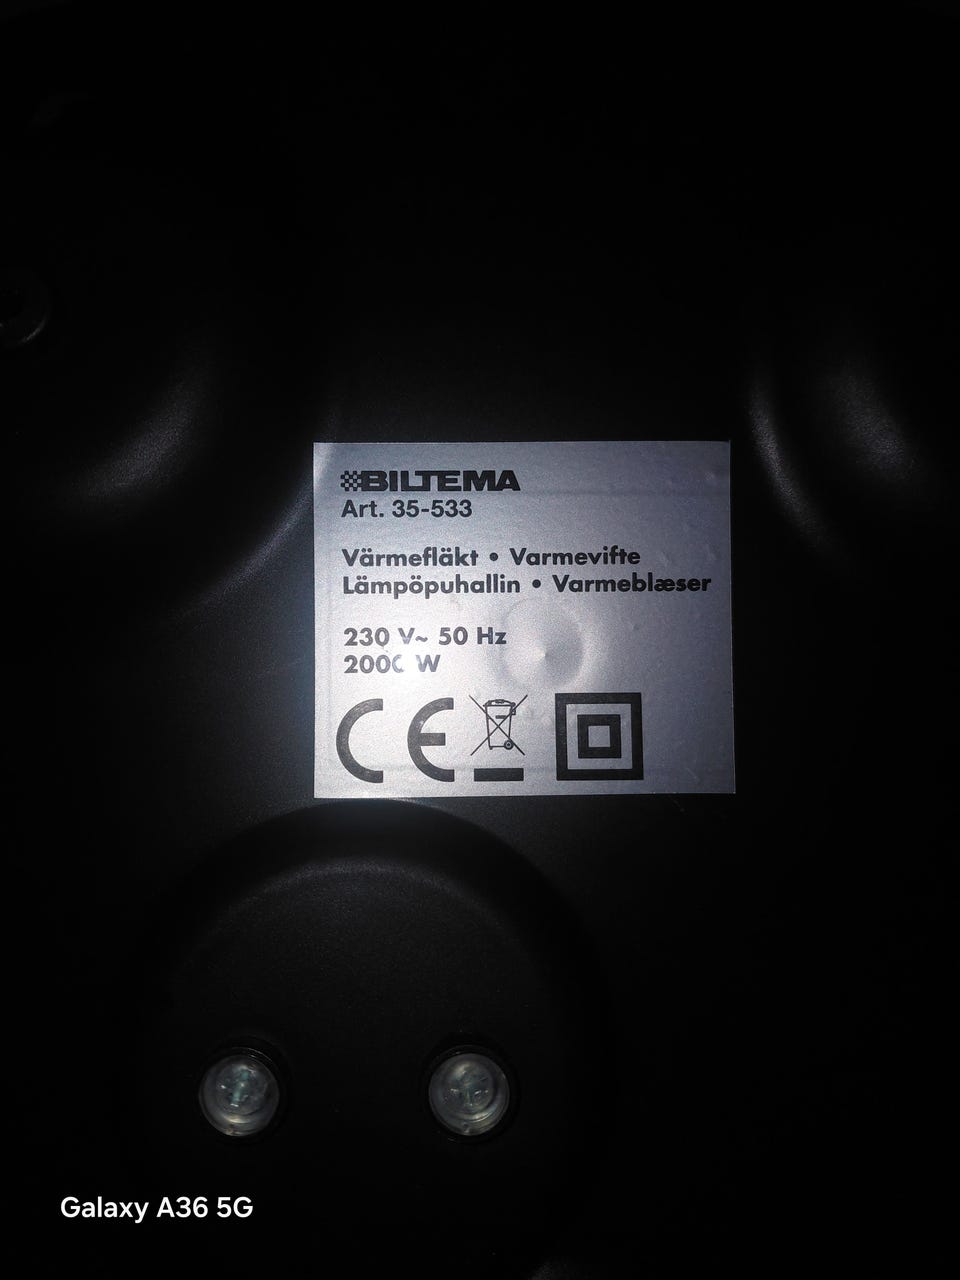 BILTEMA
Art. 35-533
Värmefläkt • Varmevifte
Lämpöpuhallin • Varmeblæser
230 V~ 50 Hz
2000 W
CE
Galaxy A36 5G